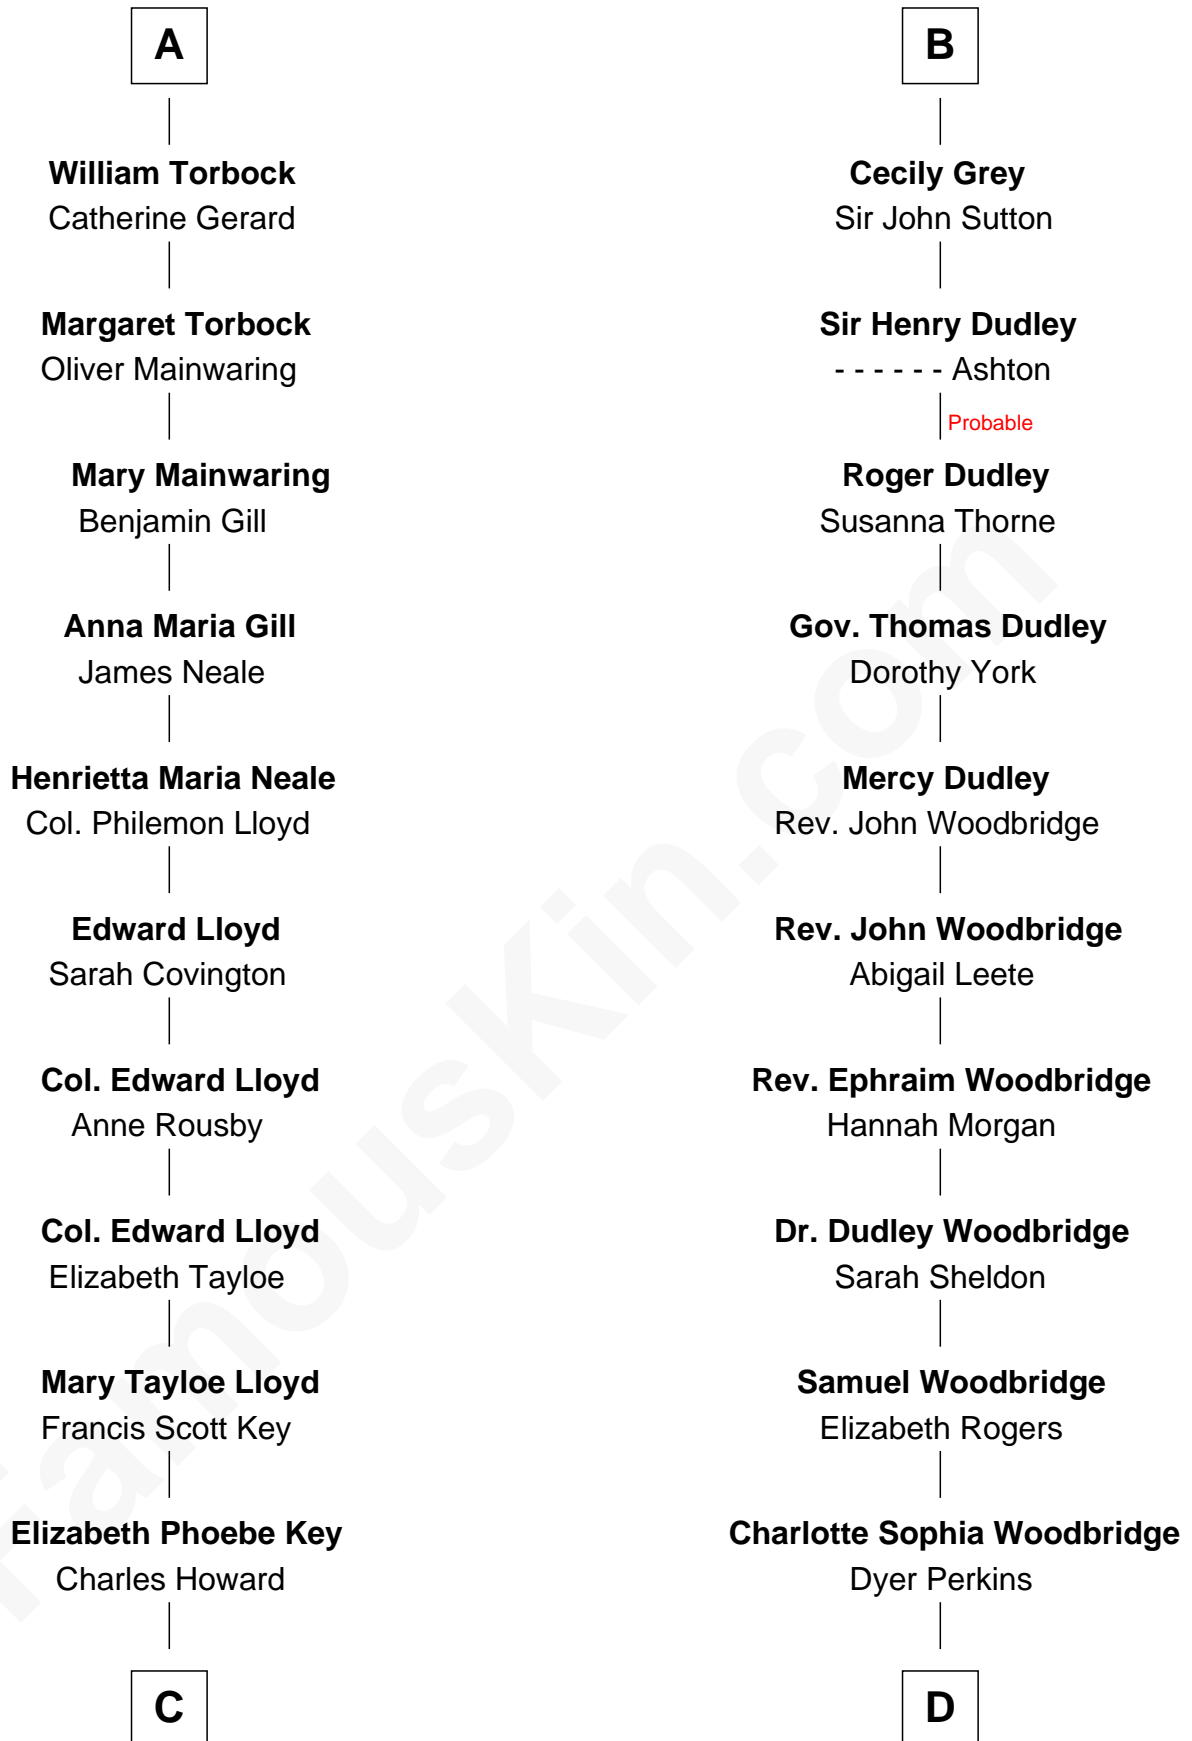 A
William Torbock
Catherine Gerard
Margaret Torbock
Oliver Mainwaring
Mary Mainwaring
Benjamin Gill
Anna Maria Gill
James Neale
Henrietta Maria Neale
Col. Philemon Lloyd
Edward Lloyd
Sarah Covington
Col. Edward Lloyd
Anne Rousby
Col. Edward Lloyd
Elizabeth Tayloe
Mary Tayloe Lloyd
Francis Scott Key
Elizabeth Phoebe Key
Charles Howard
C
B
Cecily Grey
Sir John Sutton
Sir Henry Dudley
- - - - - - Ashton
Probable
Roger Dudley
Susanna Thorne
Gov. Thomas Dudley
Dorothy York
Mercy Dudley
Rev. John Woodbridge
Rev. John Woodbridge
Abigail Leete
Rev. Ephraim Woodbridge
Hannah Morgan
Dr. Dudley Woodbridge
Sarah Sheldon
Samuel Woodbridge
Elizabeth Rogers
Charlotte Sophia Woodbridge
Dyer Perkins
D
FamousKin.com